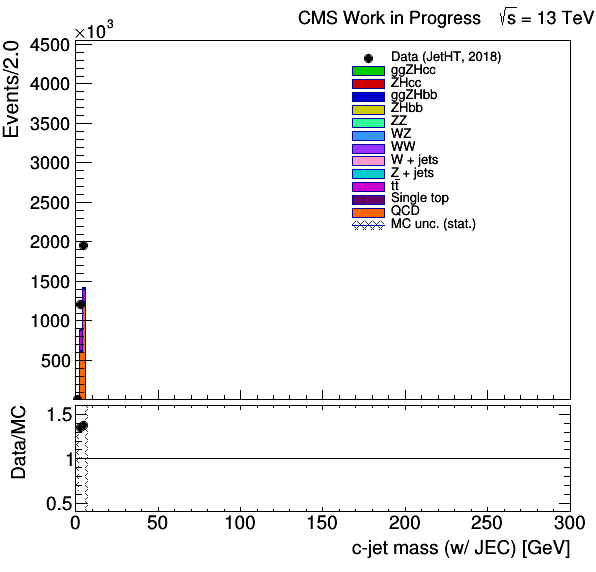 CMS Work in Progress √s = 13 TeV
×10³
Events/2.0
4500
4000
3500
3000
2500
2000
1500
1000
500
Data (JetHT, 2018)
ggZHcc
ZHcc
ggZHbb
ZHbb
ZZ
WZ
WW
W + jets
Z + jets
tt̄
Single top
QCD
MC unc. (stat.)
Data/MC
1.5
1
0.5
0 50 100 150 200 250 300
c-jet mass (w/ JEC) [GeV]